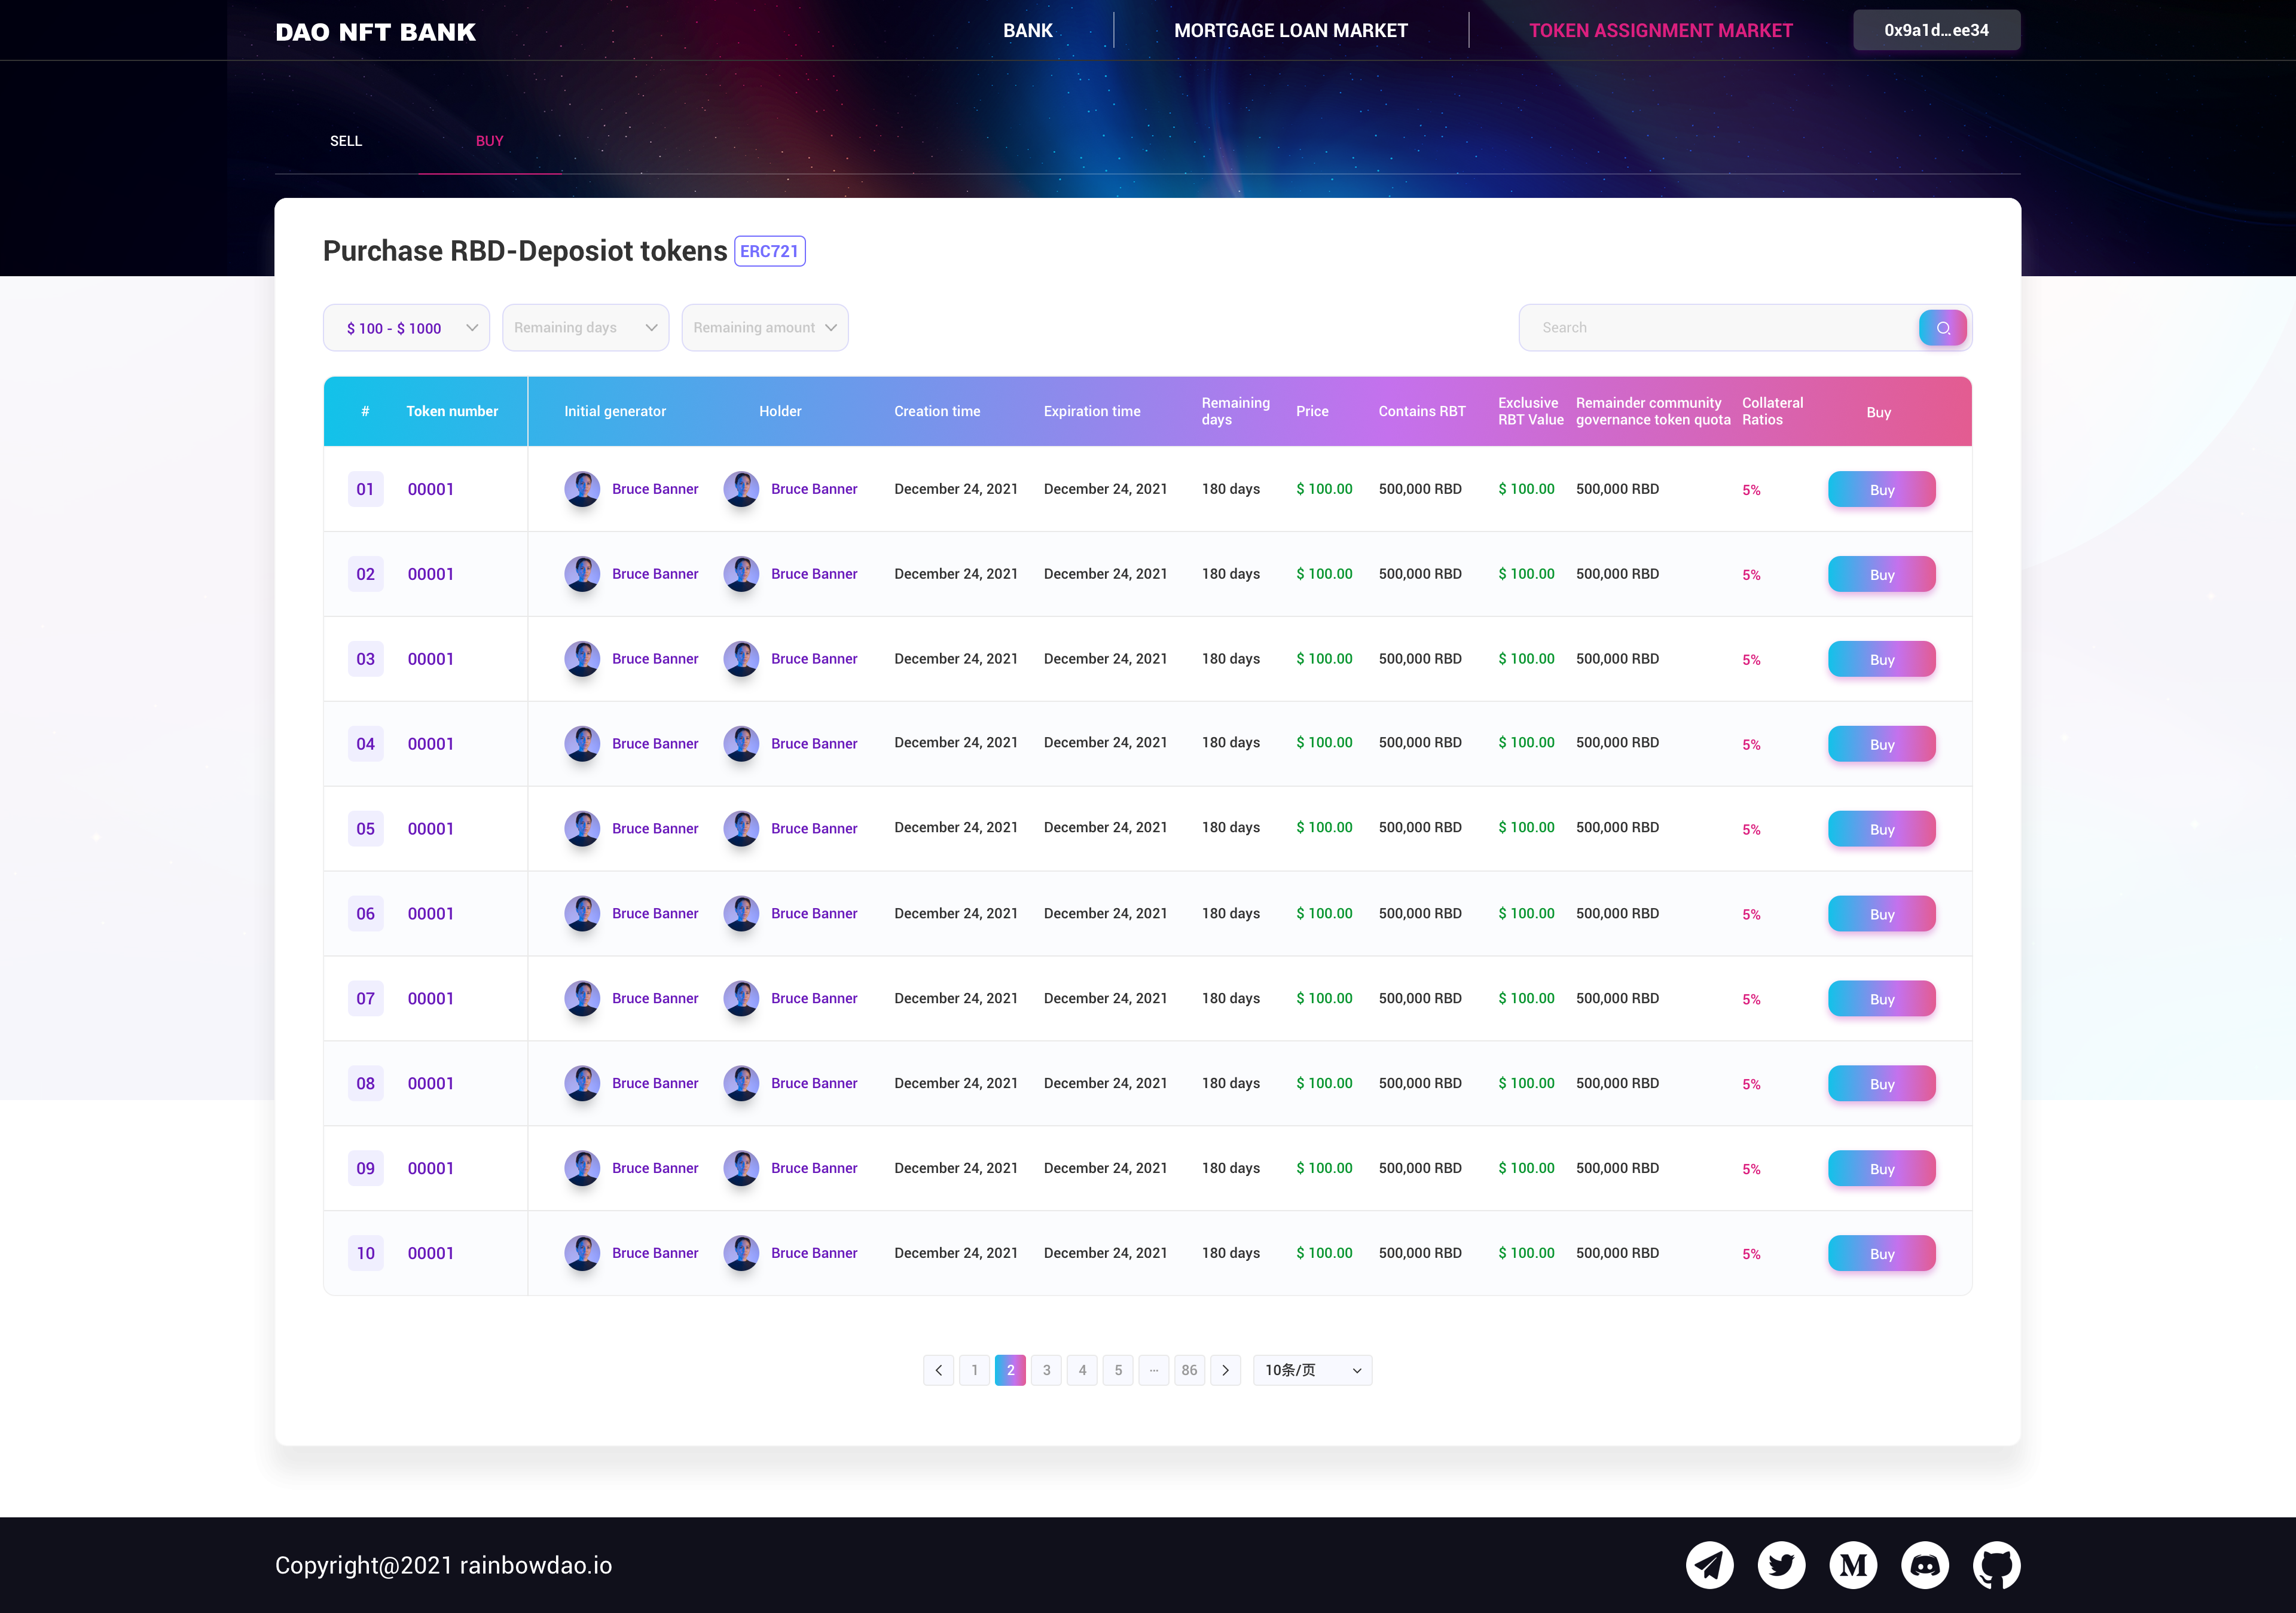 DAO NFT BANK
BANK
MORTGAGE LOAN MARKET
TOKEN ASSIGNMENT MARKET
0x9a1d...ee34
SELL
BUY
Purchase RBD-Deposiot tokens ERC721
$ 100 - $ 1000
Remaining days
Remaining amount
Search
# Token number Initial generator Holder Creation time Expiration time Remaining days Price Contains RBT Exclusive RBT Value Remainder community governance token quota Collateral Ratios Buy
01 00001 Bruce Banner Bruce Banner December 24, 2021 December 24, 2021 180 days $ 100.00 500,000 RBD $ 100.00 500,000 RBD 5% Buy
02 00001 Bruce Banner Bruce Banner December 24, 2021 December 24, 2021 180 days $ 100.00 500,000 RBD $ 100.00 500,000 RBD 5% Buy
03 00001 Bruce Banner Bruce Banner December 24, 2021 December 24, 2021 180 days $ 100.00 500,000 RBD $ 100.00 500,000 RBD 5% Buy
04 00001 Bruce Banner Bruce Banner December 24, 2021 December 24, 2021 180 days $ 100.00 500,000 RBD $ 100.00 500,000 RBD 5% Buy
05 00001 Bruce Banner Bruce Banner December 24, 2021 December 24, 2021 180 days $ 100.00 500,000 RBD $ 100.00 500,000 RBD 5% Buy
06 00001 Bruce Banner Bruce Banner December 24, 2021 December 24, 2021 180 days $ 100.00 500,000 RBD $ 100.00 500,000 RBD 5% Buy
07 00001 Bruce Banner Bruce Banner December 24, 2021 December 24, 2021 180 days $ 100.00 500,000 RBD $ 100.00 500,000 RBD 5% Buy
08 00001 Bruce Banner Bruce Banner December 24, 2021 December 24, 2021 180 days $ 100.00 500,000 RBD $ 100.00 500,000 RBD 5% Buy
09 00001 Bruce Banner Bruce Banner December 24, 2021 December 24, 2021 180 days $ 100.00 500,000 RBD $ 100.00 500,000 RBD 5% Buy
10 00001 Bruce Banner Bruce Banner December 24, 2021 December 24, 2021 180 days $ 100.00 500,000 RBD $ 100.00 500,000 RBD 5% Buy
1 2 3 4 5 ... 86 10条/页
Copyright@2021 rainbowdao.io